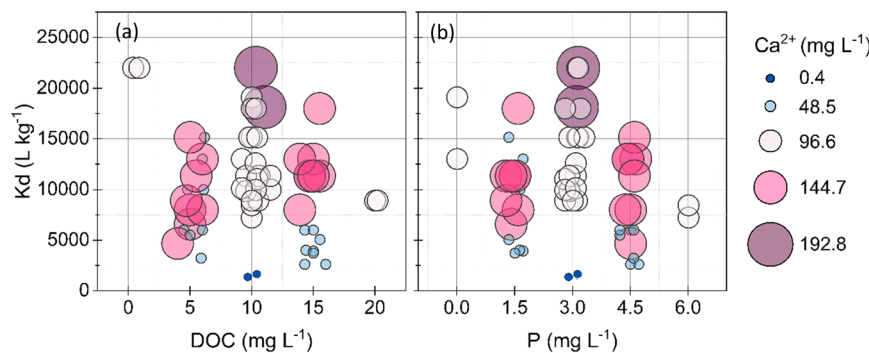 (a)
(b)
25000
20000
15000
10000
5000
0
Kd (L kg⁻¹)
0 5 10 15 20
DOC (mg L⁻¹)
0.0 1.5 3.0 4.5 6.0
P (mg L⁻¹)
Ca²⁺ (mg L⁻¹)
0.4
48.5
96.6
144.7
192.8